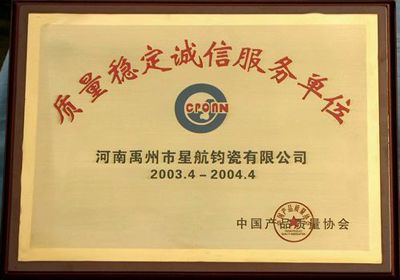 质量稳定诚信服务单位
河南禹州市星航钧瓷有限公司
2003.4-2004.4
中国产品质量协会